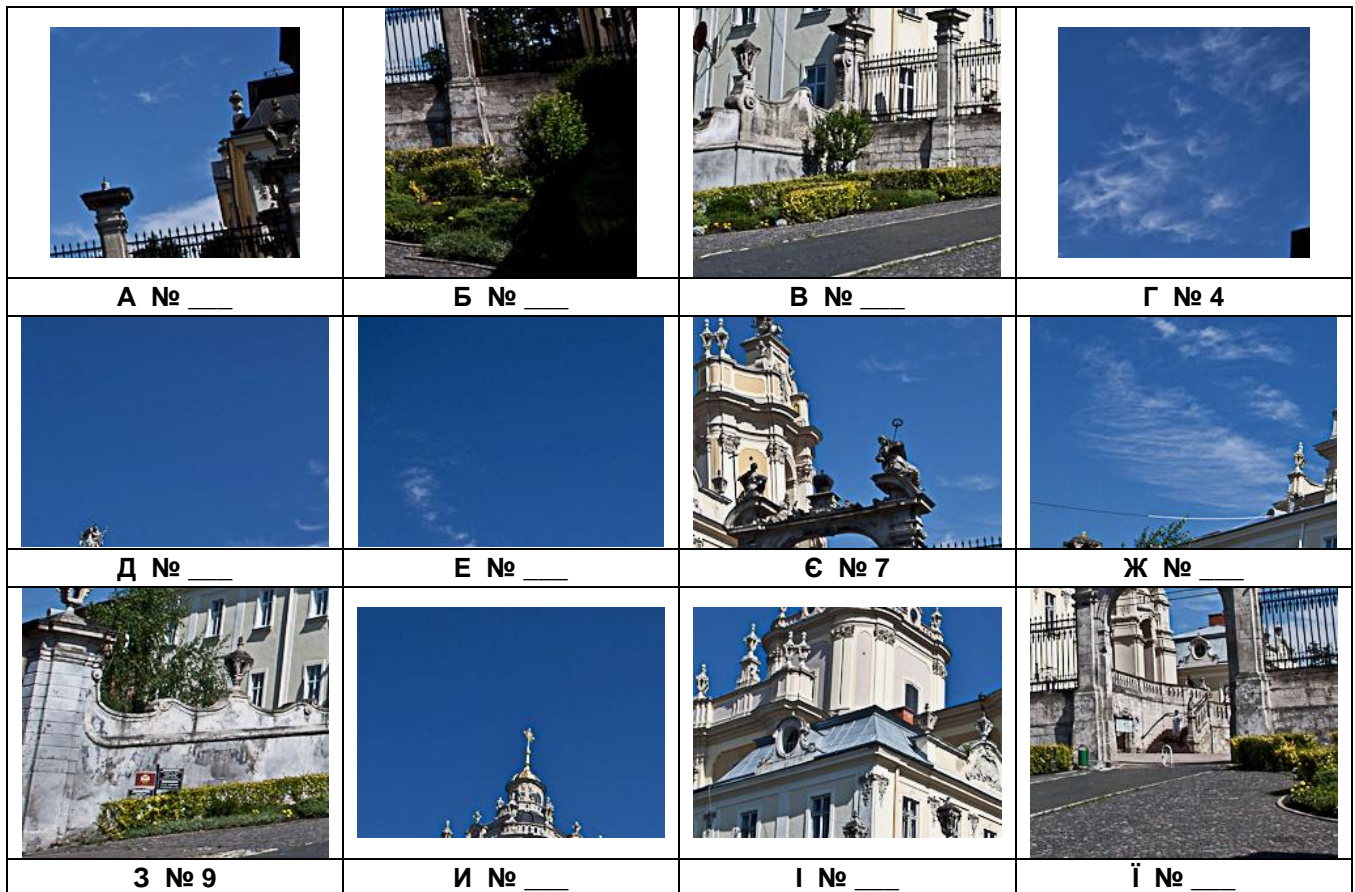 А № ___
Б № ___
В № ___
Г № 4
Д № ___
Е № ___
Є № 7
Ж № ___
З № 9
И № ___
І № ___
Ї № ___